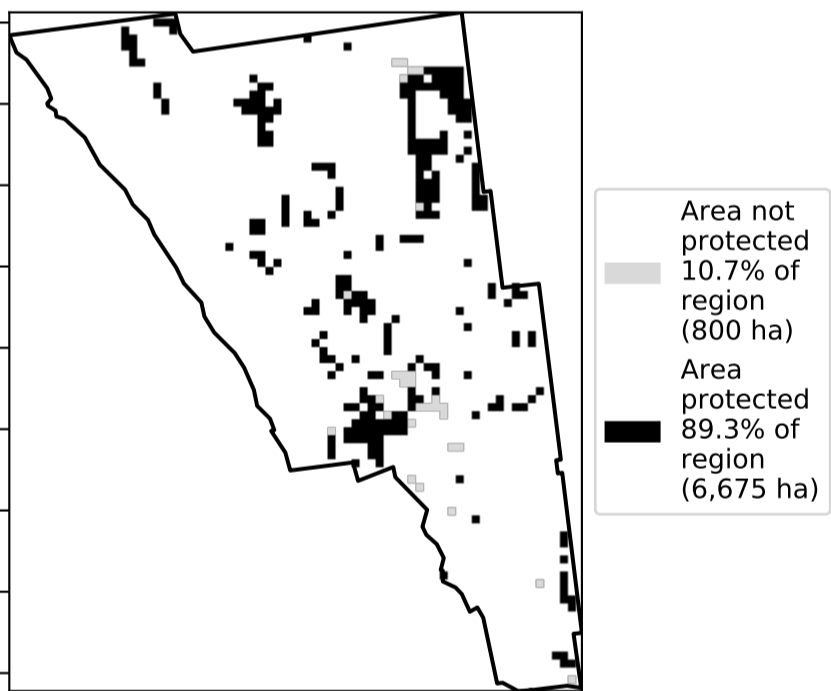 Area not
protected
10.7% of
region
(800 ha)
Area
protected
89.3% of
region
(6,675 ha)